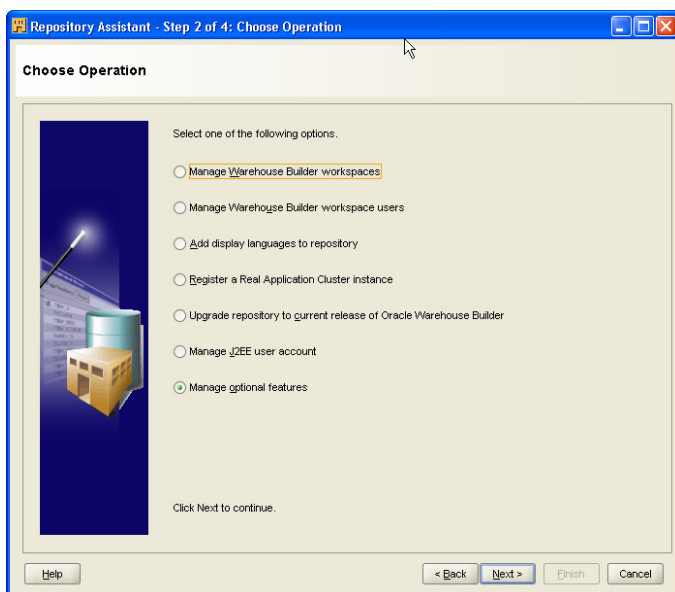 Repository Assistant - Step 2 of 4: Choose Operation
Choose Operation
Select one of the following options.
Manage Warehouse Builder workspaces
Manage Warehouse Builder workspace users
Add display languages to repository
Register a Real Application Cluster instance
Upgrade repository to current release of Oracle Warehouse Builder
Manage J2EE user account
Manage optional features
Click Next to continue.
Help
< Back
Next >
Finish
Cancel